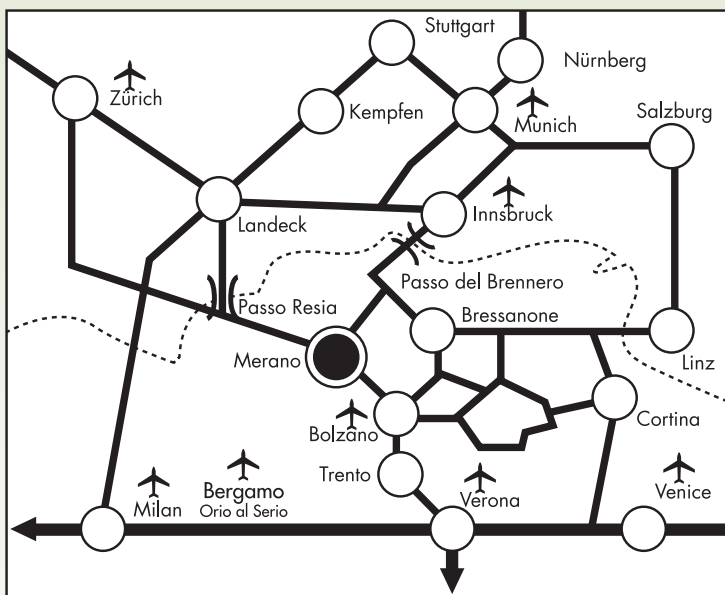 Stuttgart
Nürnberg
Zürich
Kempfen
Munich
Salzburg
Landeck
Innsbruck
Passo del Brennero
Passo Resia
Bressanone
Merano
Linz
Cortina
Bolzano
Trento
Bergamo
Orio al Serio
Milan
Verona
Venice